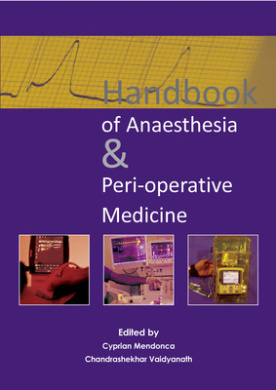 Handbook
of Anaesthesia
&
Peri-operative
Medicine
Edited by
Cyprian Mendonca
Chandrashekhar Vaidyanath